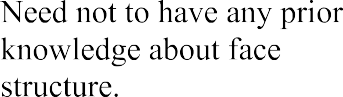 Need not to have any prior
knowledge about face
structure.